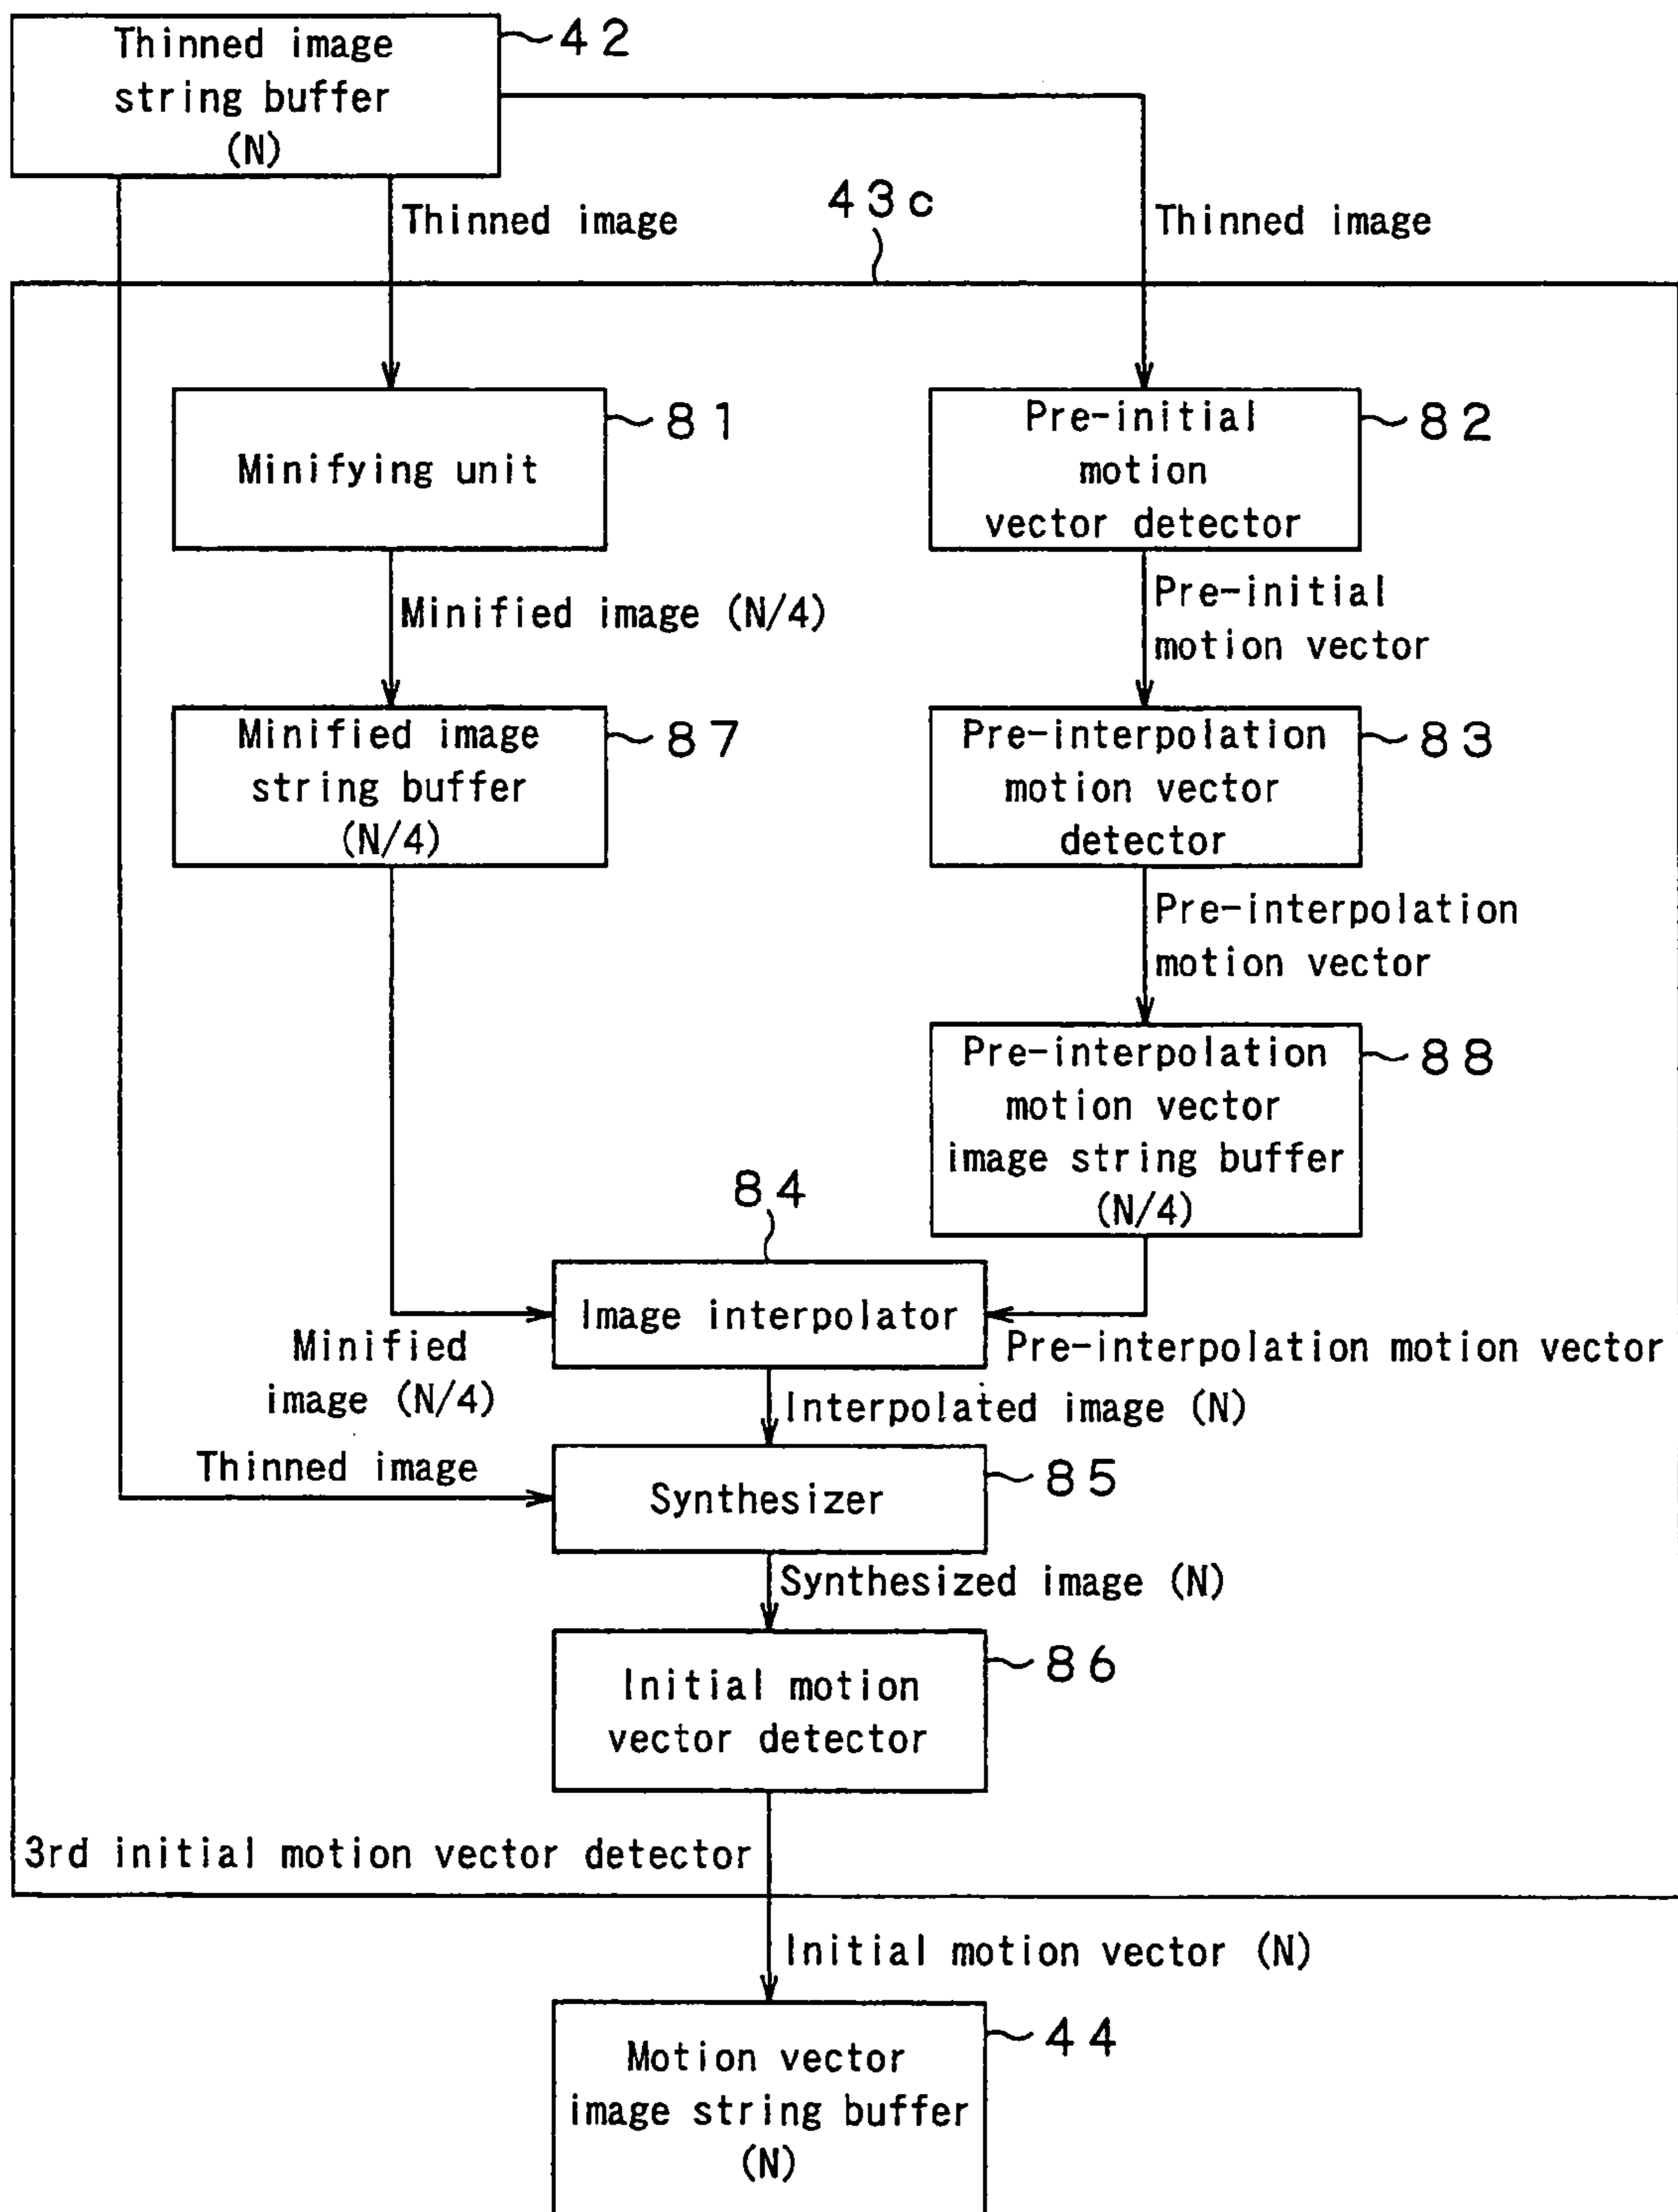 Thinned image
string buffer
(N)
42
Thinned image
43c
Thinned image
Minifying unit
81
Pre-initial
motion
vector detector
82
Minified image (N/4)
Pre-initial
motion vector
Minified image
string buffer
(N/4)
87
Pre-interpolation
motion vector
detector
83
Pre-interpolation
motion vector
Pre-interpolation
motion vector
image string buffer
(N/4)
88
84
Image interpolator
Minified
image (N/4)
Pre-interpolation motion vector
Interpolated image (N)
Thinned image
Synthesizer
85
Synthesized image (N)
Initial motion
vector detector
86
3rd initial motion vector detector
Initial motion vector (N)
Motion vector
image string buffer
(N)
44